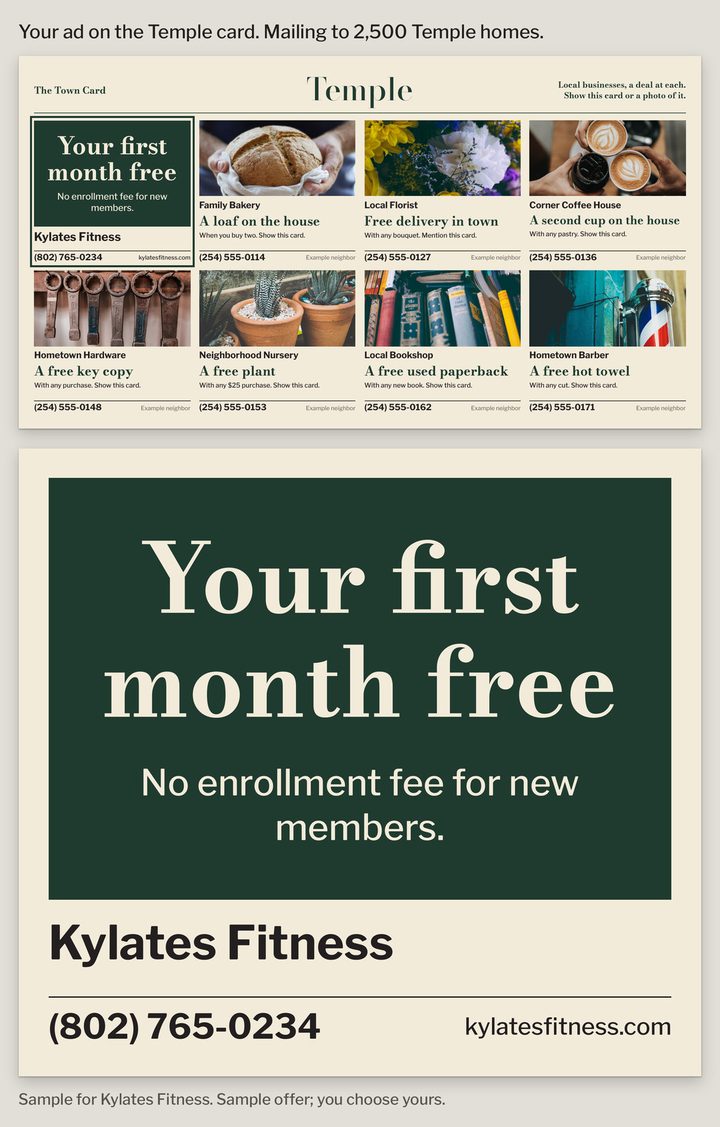 Your ad on the Temple card. Mailing to 2,500 Temple homes.
The Town Card
Temple
Local businesses, a deal at each.
Show this card or a photo of it.
Your first
month free
No enrollment fee for new
members.
Kylates Fitness
(802) 765-0234
kylatesfitness.com
Family Bakery
A loaf on the house
When you buy two. Show this card.
(254) 555-0114
Example neighbor
Local Florist
Free delivery in town
With any bouquet. Mention this card.
(254) 555-0127
Example neighbor
Corner Coffee House
A second cup on the house
With any pastry. Show this card.
(254) 555-0136
Example neighbor
Hometown Hardware
A free key copy
With any purchase. Show this card.
(254) 555-0148
Example neighbor
Neighborhood Nursery
A free plant
With any $25 purchase. Show this card.
(254) 555-0153
Example neighbor
Local Bookshop
A free used paperback
With any new book. Show this card.
(254) 555-0162
Example neighbor
Hometown Barber
A free hot towel
With any cut. Show this card.
(254) 555-0171
Example neighbor
Your first
month free
No enrollment fee for new
members.
Kylates Fitness
(802) 765-0234
kylatesfitness.com
Sample for Kylates Fitness. Sample offer; you choose yours.